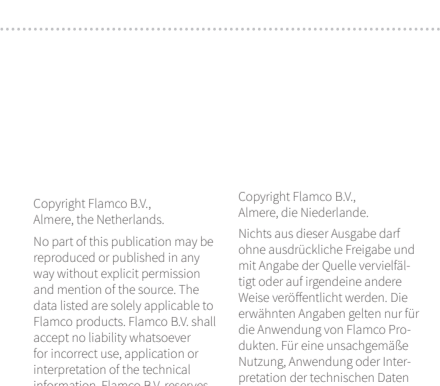 Copyright Flamco B.V.,
Almere, the Netherlands.
No part of this publication may be
reproduced or published in any
way without explicit permission
and mention of the source. The
data listed are solely applicable to
Flamco products. Flamco B.V. shall
accept no liability whatsoever
for incorrect use, application or
interpretation of the technical
information. Flamco B.V. reserves
Copyright Flamco B.V.,
Almere, die Niederlande.
Nichts aus dieser Ausgabe darf
ohne ausdrückliche Freigabe und
mit Angabe der Quelle vervielfäl-
tigt oder auf irgendeine andere
Weise veröffentlicht werden. Die
erwähnten Angaben gelten nur für
die Anwendung von Flamco Pro-
dukten. Für eine unsachgemäße
Nutzung, Anwendung oder Inter-
pretation der technischen Daten